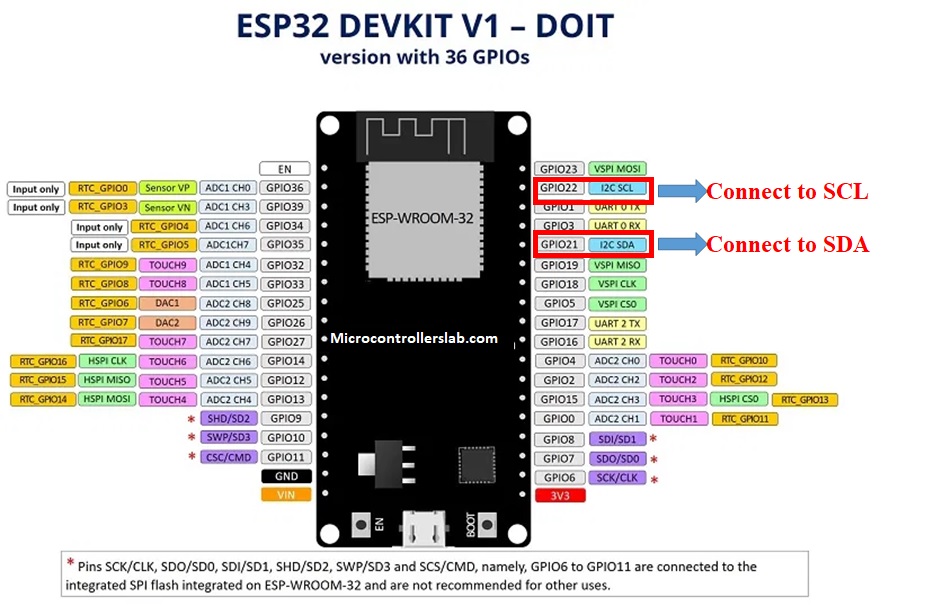 ESP32 DEVKIT V1 – DOIT
version with 36 GPIOs
EN
GPIO23 VSPI MOSI
Input only RTC_GPIO0 Sensor VP ADC1 CH0 GPIO36
GPIO22 I2C SCL Connect to SCL
Input only RTC_GPIO3 Sensor VN ADC1 CH3 GPIO39
GPIO1 UART 0 TX
Input only RTC_GPIO4 ADC1 CH6 GPIO34
ESP-WROOM-32
GPIO3 UART 0 RX
Input only RTC_GPIO5 ADC1CH7 GPIO35
GPIO21 I2C SDA Connect to SDA
RTC_GPIO9 TOUCH9 ADC1 CH4 GPIO32
GPIO19 VSPI MISO
RTC_GPIO8 TOUCH8 ADC1 CH5 GPIO33
GPIO18 VSPI CLK
RTC_GPIO6 DAC1 ADC2 CH8 GPIO25
GPIO5 VSPI CS0
RTC_GPIO7 DAC2 ADC2 CH9 GPIO26
GPIO17 UART 2 TX
RTC_GPIO17 TOUCH7 ADC2 CH7 GPIO27
Microcontrollerslab.com
GPIO16 UART 2 RX
RTC_GPIO16 HSPI CLK TOUCH6 ADC2 CH6 GPIO14
GPIO4 ADC2 CH0 TOUCH0 RTC_GPIO10
RTC_GPIO15 HSPI MISO TOUCH5 ADC2 CH5 GPIO12
GPIO2 ADC2 CH2 TOUCH2 RTC_GPIO12
RTC_GPIO14 HSPI MOSI TOUCH4 ADC2 CH4 GPIO13
GPIO15 ADC2 CH3 TOUCH3 HSPI CS0 RTC_GPIO13
* SHD/SD2 GPIO9
GPIO0 ADC2 CH1 TOUCH1 RTC_GPIO11
* SWP/SD3 GPIO10
GPIO8 SDI/SD1 *
* CSC/CMD GPIO11
GPIO7 SDO/SD0 *
GND
GPIO6 SCK/CLK *
VIN
3V3
EN
BOOT
* Pins SCK/CLK, SDO/SD0, SDI/SD1, SHD/SD2, SWP/SD3 and SCS/CMD, namely, GPIO6 to GPIO11 are connected to the
integrated SPI flash integrated on ESP-WROOM-32 and are not recommended for other uses.